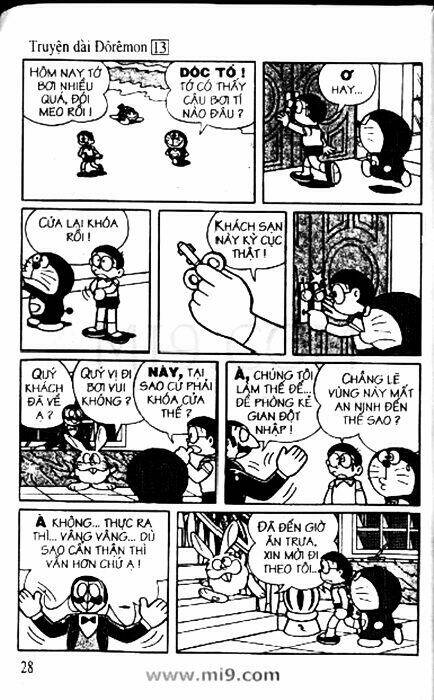 Truyện dài Đôrêmon 13
HÔM NAY TỚ
BƠI NHIỀU
QUÁ, ĐÓI
MEO RỒI!
DÓC TỔ!
TỚ CÓ THẤY
CẬU BƠI TÍ
NÀO ĐÂU?
Ơ
HAY...
CỬA LẠI KHÓA
RỒI!
KHÁCH SẠN
NÀY KỲ CỤC
THẬT!
QUÝ
KHÁCH
ĐÃ VỀ
Ạ?
QUÝ VỊ ĐI
BƠI VUI
KHÔNG?
NÀY, TẠI
SAO CỨ PHẢI
KHÓA CỬA
THẾ?
À, CHÚNG TÔI
LÀM THẾ ĐỂ...
ĐỀ PHÒNG KẺ
GIAN ĐỘT
NHẬP!
CHẲNG LẼ
VÙNG NÀY MẤT
AN NINH ĐẾN
THẾ SAO?
À KHÔNG... THỰC RA
THÌ... VÂNG VÂNG... DÙ
SAO CẨN THẬN THÌ
VẪN HƠN CHỨ Ạ!
ĐÃ ĐẾN GIỜ
ĂN TRƯA.
XIN MỜI ĐI
THEO TÔI...
28
www.mi9.com